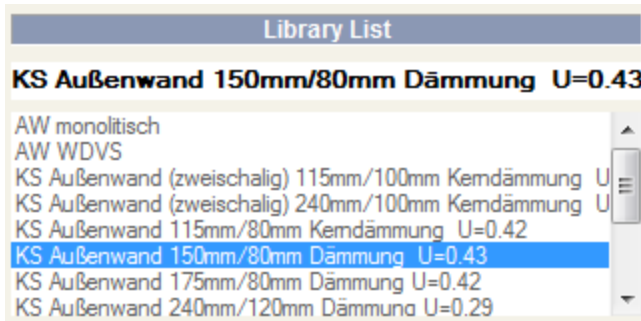 Library List
KS Außenwand 150mm/80mm Dämmung U=0.43
AW monolitisch
AW WDVS
KS Außenwand (zweischalig) 115mm/100mm Kerndämmung U
KS Außenwand (zweischalig) 240mm/100mm Kerndämmung U
KS Außenwand 115mm/80mm Kerndämmung U=0.42
KS Außenwand 150mm/80mm Dämmung U=0.43
KS Außenwand 175mm/80mm Dämmung U=0.42
KS Außenwand 240mm/120mm Dämmung U=0.29